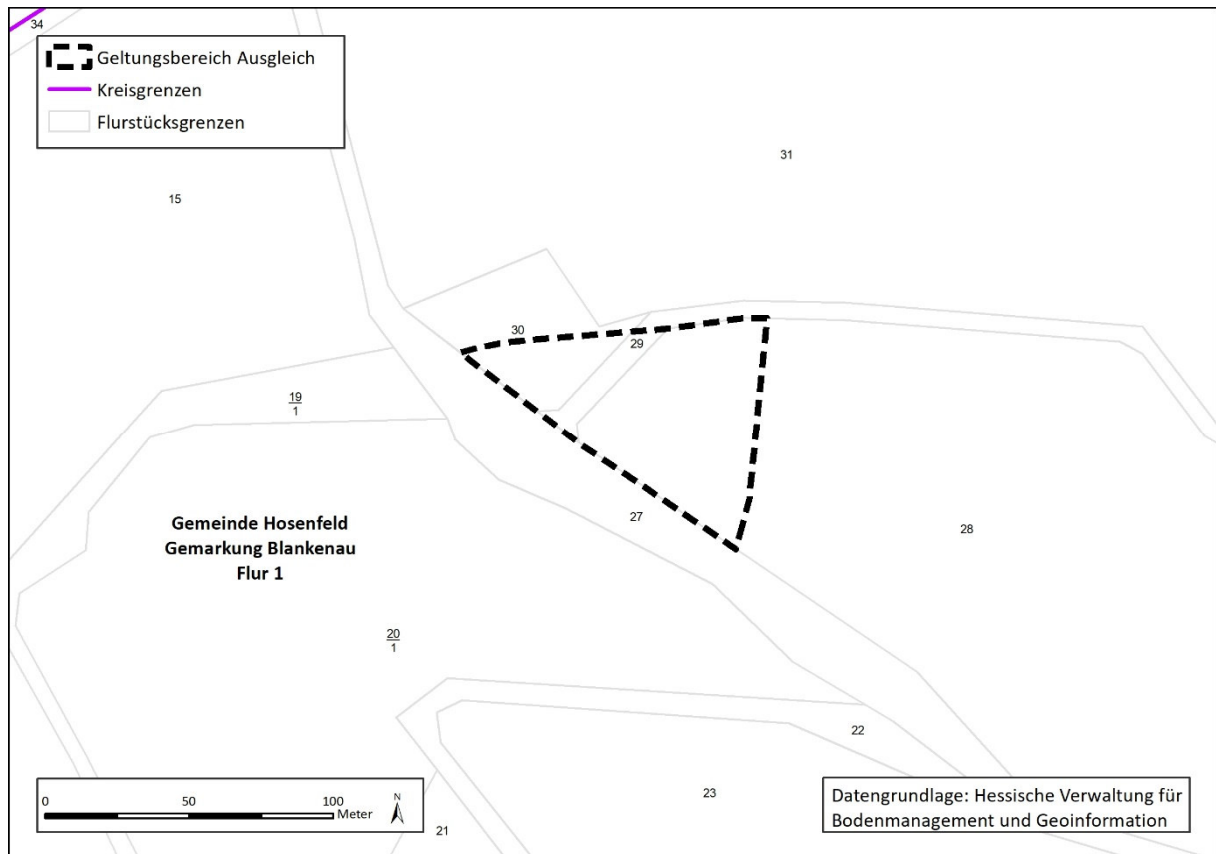 34
Geltungsbereich Ausgleich
Kreisgrenzen
Flurstücksgrenzen
31
15
30
29
19
1
27
28
Gemeinde Hosenfeld
Gemarkung Blankenau
Flur 1
20
1
22
23
21
0 50 100
Meter
N
Datengrundlage: Hessische Verwaltung für
Bodenmanagement und Geoinformation